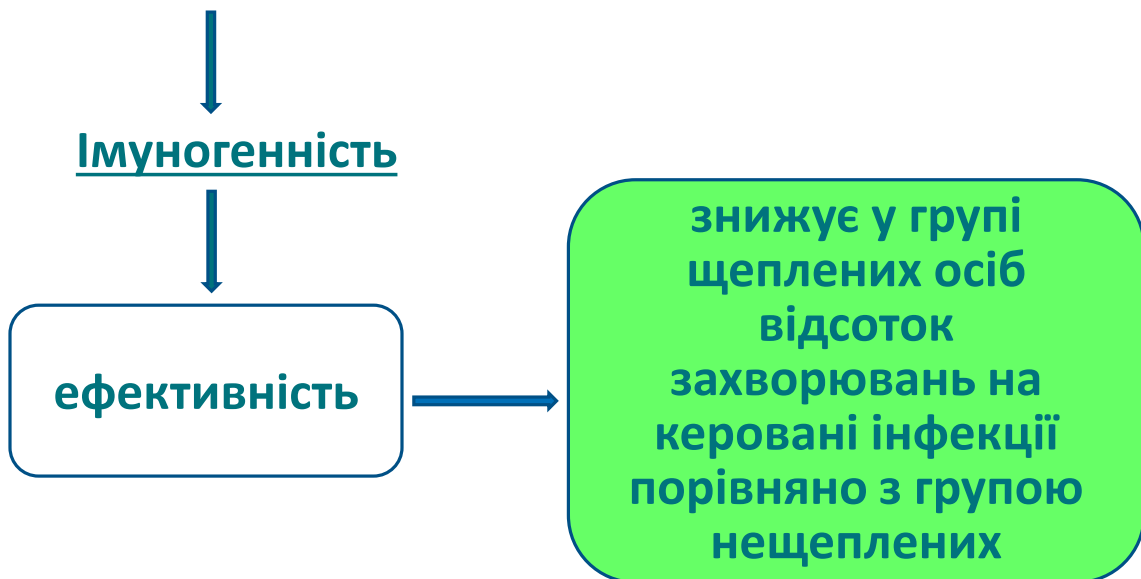 Імуногенність
ефективність
знижує у групі
щеплених осіб
відсоток
захворювань на
керовані інфекції
порівняно з групою
нещеплених